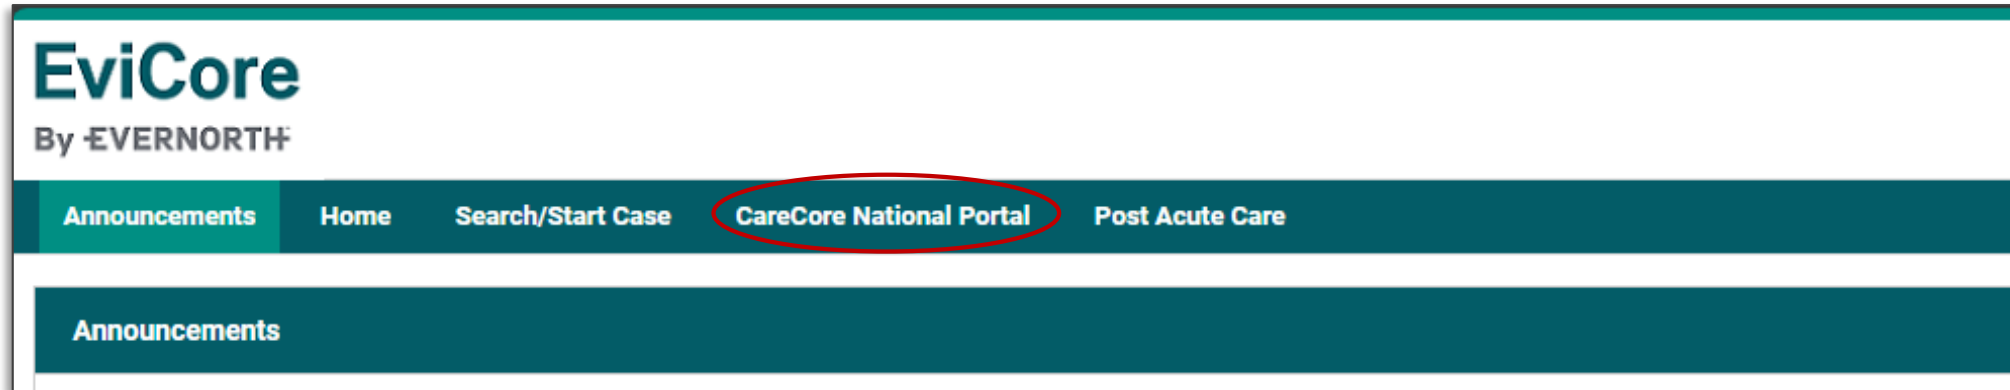 EviCore
By EVERNORTH
Announcements Home Search/Start Case CareCore National Portal Post Acute Care
Announcements